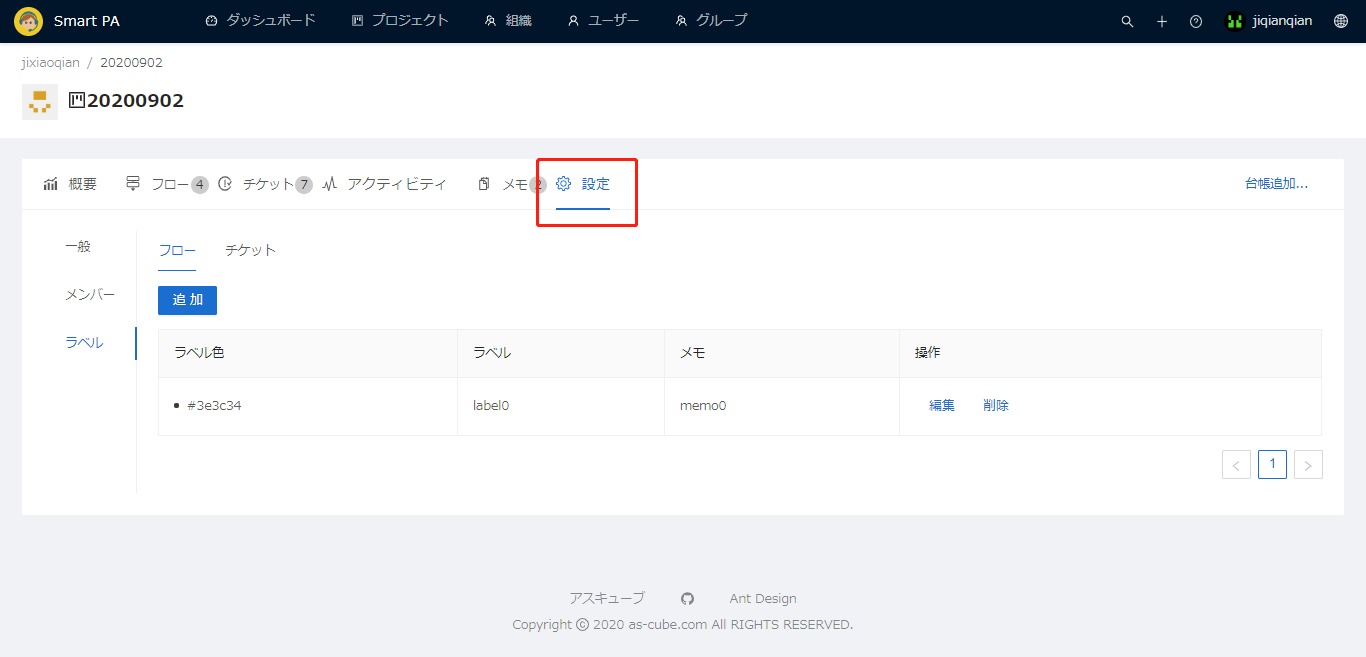 Smart PA ダッシュボード プロジェクト 組織 ユーザー グループ jiqianqian
jixiaoqian / 20200902
20200902
概要 フロー 4 チケット 7 アクティビティ メモ 2 設定 台帳追加...
一般
メンバー
ラベル
フロー チケット
追 加
ラベル色 ラベル メモ 操作
#3e3c34 label0 memo0 編集 削除
< 1 >
アスキューブ Ant Design
Copyright © 2020 as-cube.com All RIGHTS RESERVED.